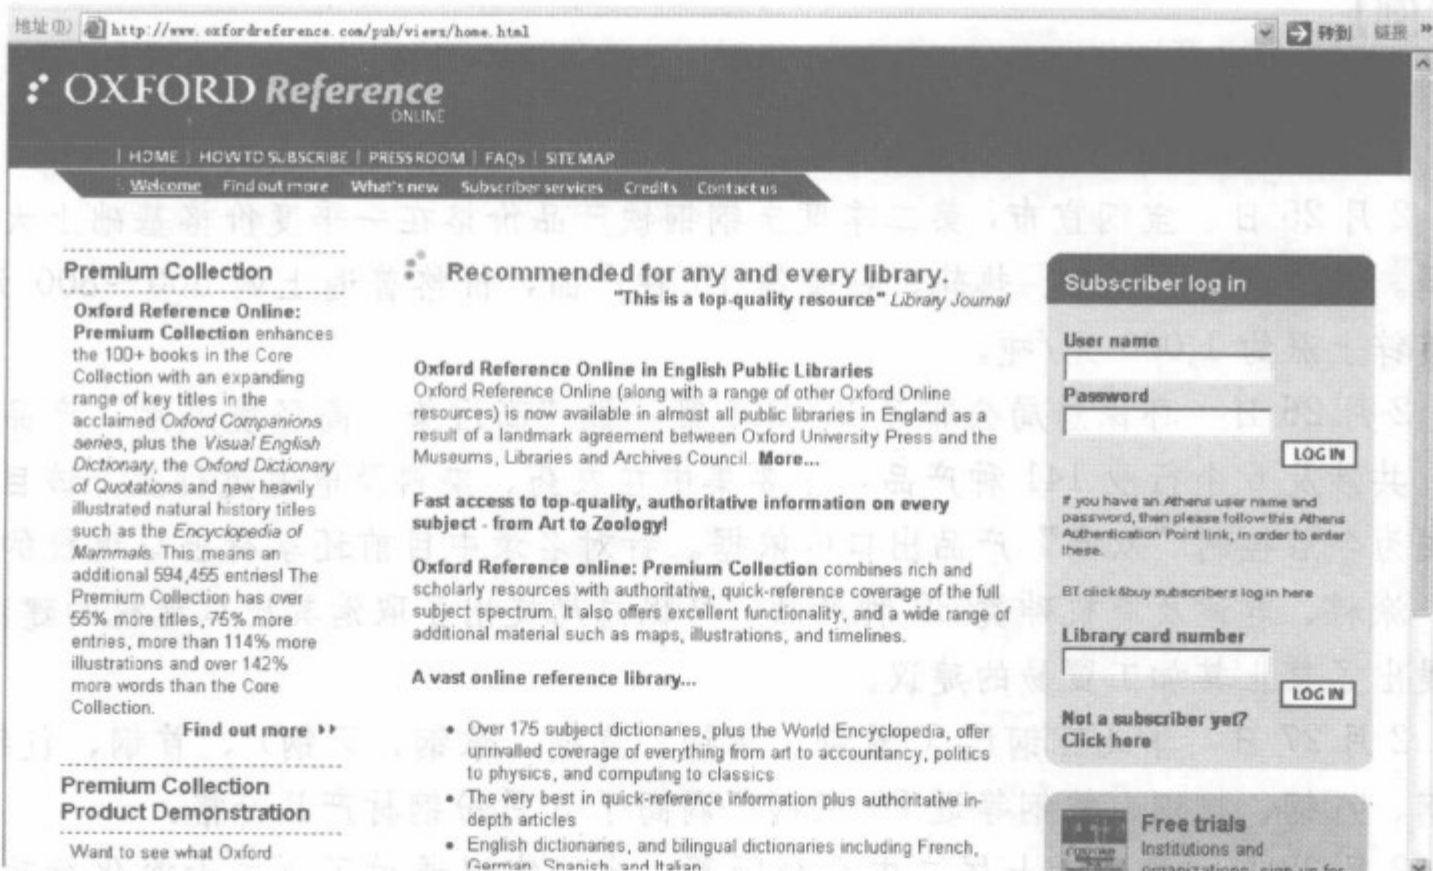 地址(D) http://www.oxfordreference.com/pub/views/home.html 转到 链接 »
OXFORD Reference
ONLINE
HOME | HOW TO SUBSCRIBE | PRESS ROOM | FAQs | SITE MAP
Welcome Find out more What's new Subscriber services Credits Contact us
Premium Collection
Oxford Reference Online:
Premium Collection enhances
the 100+ books in the Core
Collection with an expanding
range of key titles in the
acclaimed Oxford Companions
series, plus the Visual English
Dictionary, the Oxford Dictionary
of Quotations and new heavily
illustrated natural history titles
such as the Encyclopedia of
Mammals. This means an
additional 594,455 entries! The
Premium Collection has over
55% more titles, 75% more
entries, more than 114% more
illustrations and over 142%
more words than the Core
Collection.
Find out more
Premium Collection
Product Demonstration
Want to see what Oxford
Recommended for any and every library.
"This is a top-quality resource" Library Journal
Oxford Reference Online in English Public Libraries
Oxford Reference Online (along with a range of other Oxford Online
resources) is now available in almost all public libraries in England as a
result of a landmark agreement between Oxford University Press and the
Museums, Libraries and Archives Council. More...
Fast access to top-quality, authoritative information on every
subject - from Art to Zoology!
Oxford Reference online: Premium Collection combines rich and
scholarly resources with authoritative, quick-reference coverage of the full
subject spectrum. It also offers excellent functionality, and a wide range of
additional material such as maps, illustrations, and timelines.
A vast online reference library...
• Over 175 subject dictionaries, plus the World Encyclopedia, offer
unrivalled coverage of everything from art to accountancy, politics
to physics, and computing to classics
• The very best in quick-reference information plus authoritative in-
depth articles
• English dictionaries, and bilingual dictionaries including French,
German, Spanish, and Italian
Subscriber log in
User name
Password
LOG IN
If you have an Athens user name and
password, then please follow this Athens
Authentication Point link, in order to enter
these.
BT click&buy subscribers log in here
Library card number
LOG IN
Not a subscriber yet?
Click here
Free trials
Institutions and
organizations, sign up for